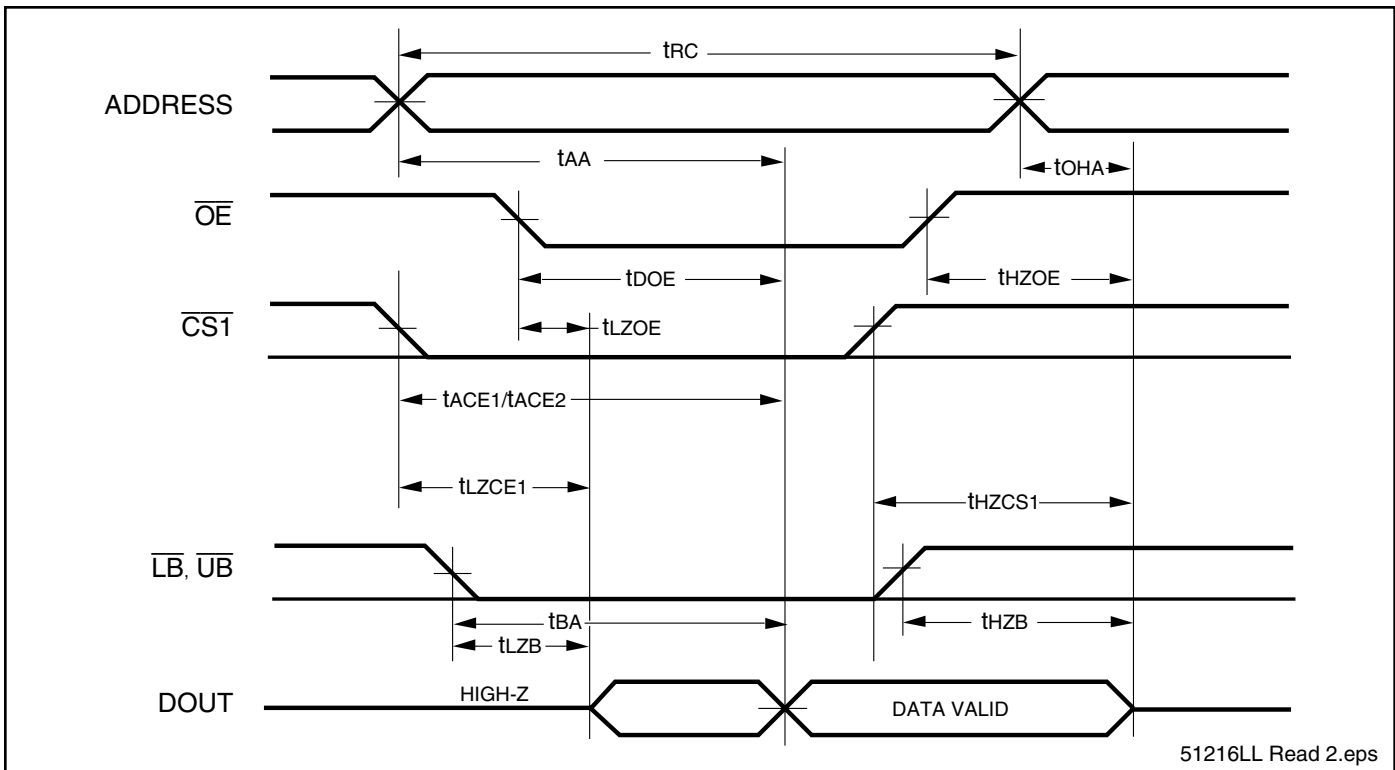 tRC
ADDRESS
tAA
tOHA
OE
tDOE
tHZOE
CS1
tLZOE
tACE1/tACE2
tLZCE1
tHZCS1
LB, UB
tBA
tHZB
tLZB
HIGH-Z
DOUT
DATA VALID
51216LL Read 2.eps